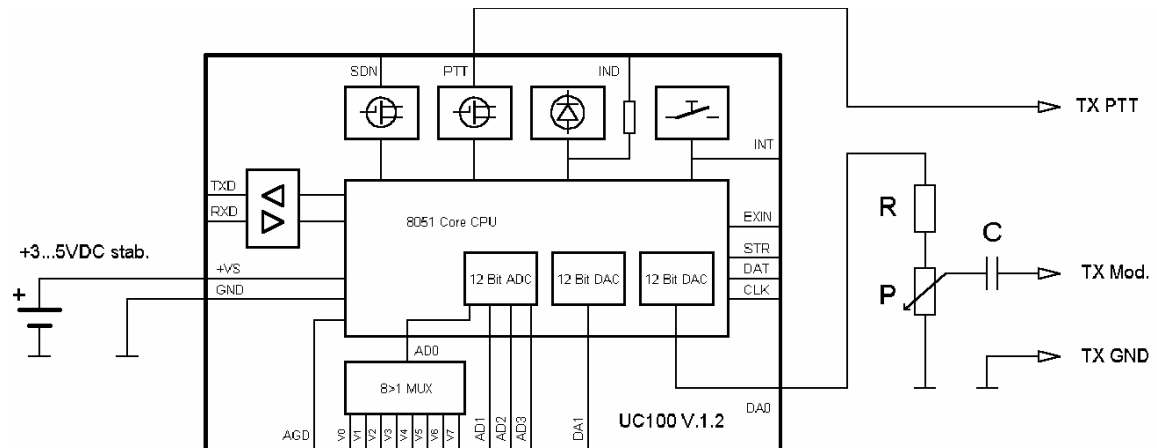 SDN
PTT
IND
TX PTT
INT
TXD
RXD
8051 Core CPU
EXIN
R
+3...5VDC stab.
STR
C
+VS
12 Bit ADC
12 Bit DAC
12 Bit DAC
DAT
TX Mod.
+
GND
CLK
P
AD0
TX GND
8>1 MUX
DA0
AGD
V0
V1
V2
V3
V4
V5
V6
V7
AD1
AD2
AD3
DA1
UC100 V.1.2